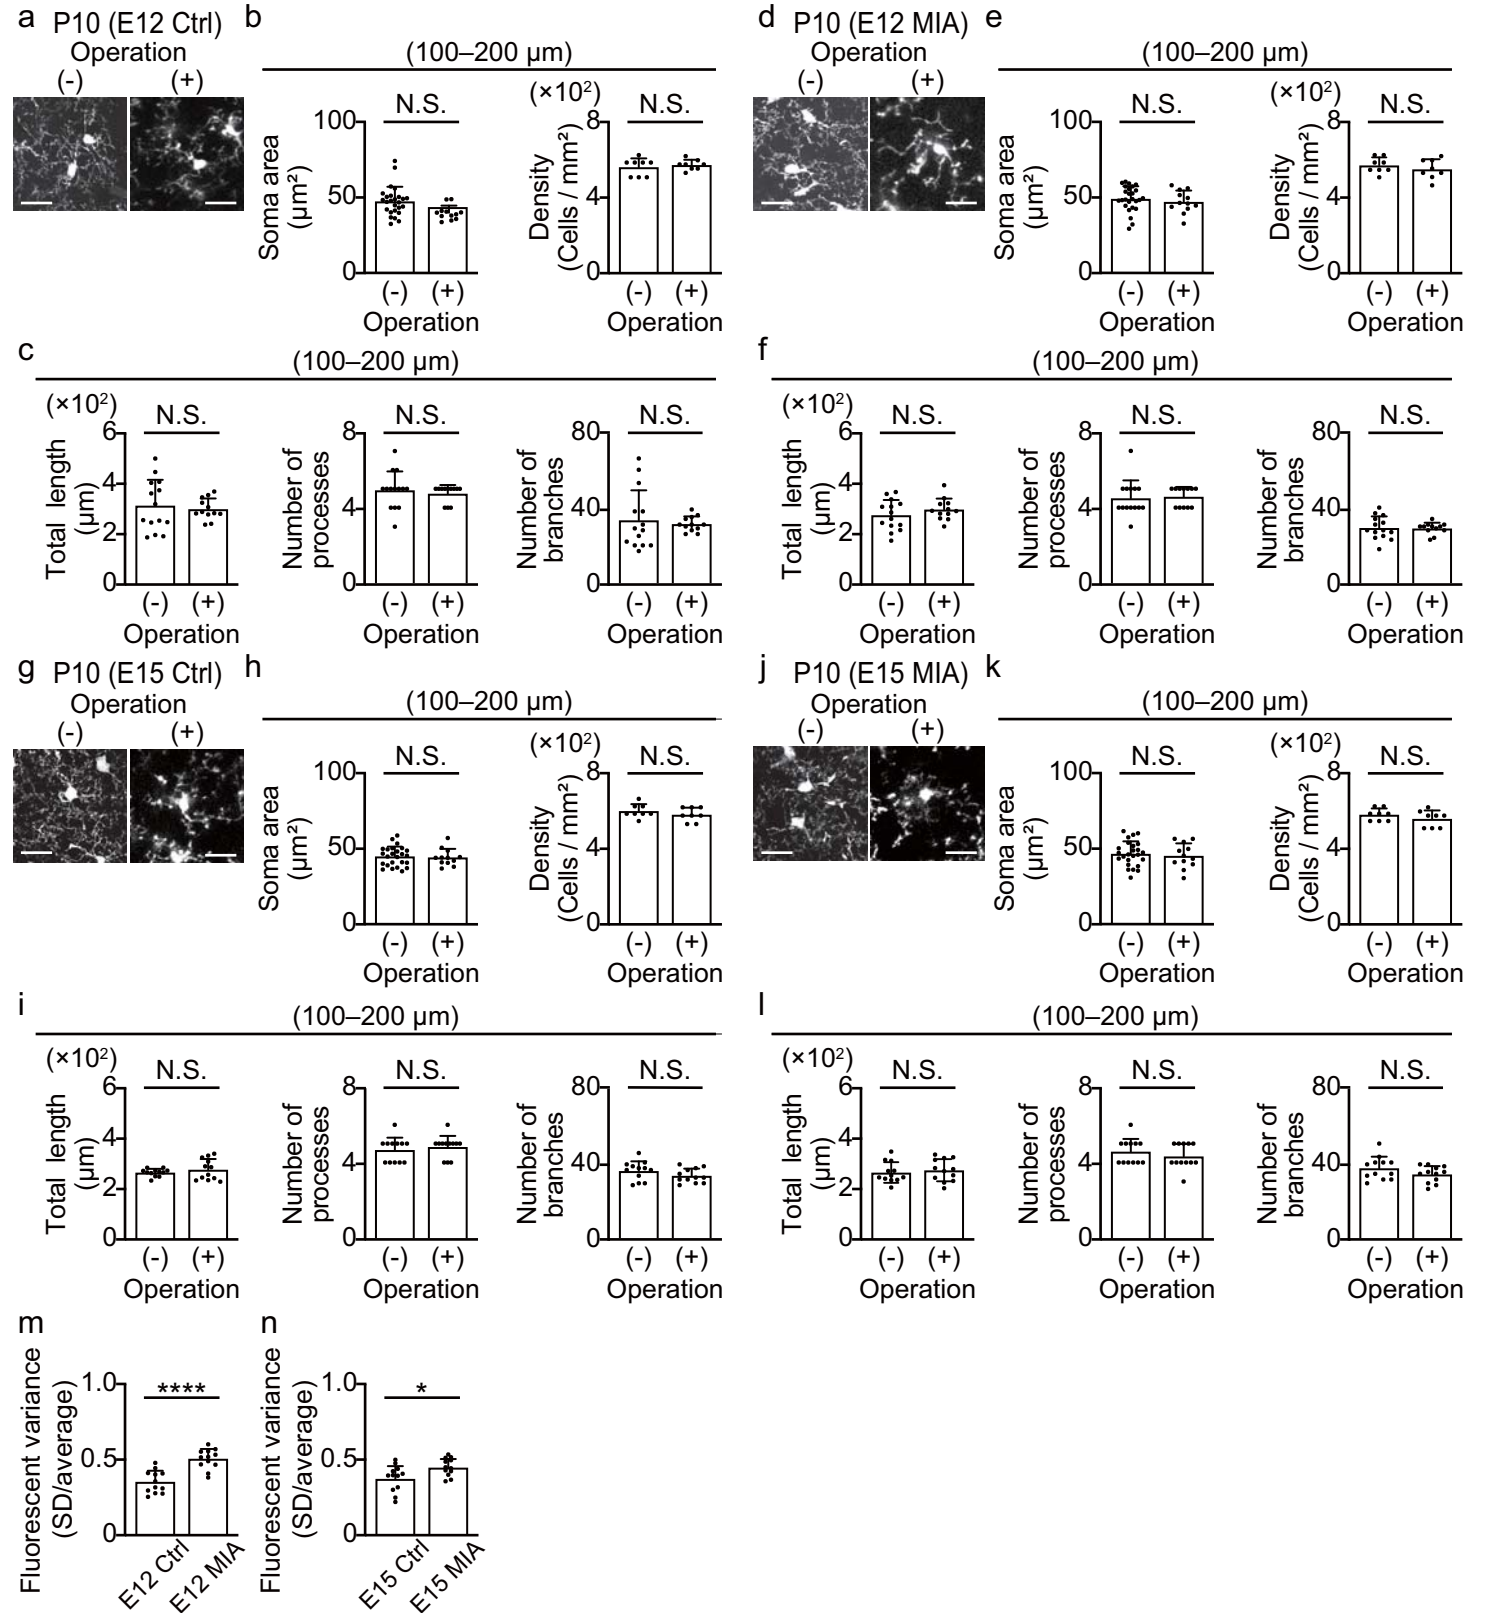 a P10 (E12 Ctrl)
Operation
(-) (+)
b
(100–200 µm)
N.S.
Soma area
(µm²)
100
50
0
(-) (+)
Operation
(×10²)
N.S.
Density
(Cells / mm²)
8
4
0
(-) (+)
Operation
c
(100–200 µm)
(×10²)
N.S.
Total length
(µm)
6
4
2
0
(-) (+)
Operation
N.S.
Number of
processes
8
4
0
(-) (+)
Operation
N.S.
Number of
branches
80
40
0
(-) (+)
Operation
d P10 (E12 MIA)
Operation
(-) (+)
e
(100–200 µm)
N.S.
Soma area
(µm²)
100
50
0
(-) (+)
Operation
(×10²)
N.S.
Density
(Cells / mm²)
8
4
0
(-) (+)
Operation
f
(100–200 µm)
(×10²)
N.S.
Total length
(µm)
6
4
2
0
(-) (+)
Operation
N.S.
Number of
processes
8
4
0
(-) (+)
Operation
N.S.
Number of
branches
80
40
0
(-) (+)
Operation
g P10 (E15 Ctrl)
Operation
(-) (+)
h
(100–200 µm)
N.S.
Soma area
(µm²)
100
50
0
(-) (+)
Operation
(×10²)
N.S.
Density
(Cells / mm²)
8
4
0
(-) (+)
Operation
i
(100–200 µm)
(×10²)
N.S.
Total length
(µm)
6
4
2
0
(-) (+)
Operation
N.S.
Number of
processes
8
4
0
(-) (+)
Operation
N.S.
Number of
branches
80
40
0
(-) (+)
Operation
j P10 (E15 MIA)
Operation
(-) (+)
k
(100–200 µm)
N.S.
Soma area
(µm²)
100
50
0
(-) (+)
Operation
(×10²)
N.S.
Density
(Cells / mm²)
8
4
0
(-) (+)
Operation
l
(100–200 µm)
(×10²)
N.S.
Total length
(µm)
6
4
2
0
(-) (+)
Operation
N.S.
Number of
processes
8
4
0
(-) (+)
Operation
N.S.
Number of
branches
80
40
0
(-) (+)
Operation
m
Fluorescent variance
(SD/average)
1.0
0.5
0
****
E12 Ctrl
E12 MIA
n
Fluorescent variance
(SD/average)
1.0
0.5
0
*
E15 Ctrl
E15 MIA